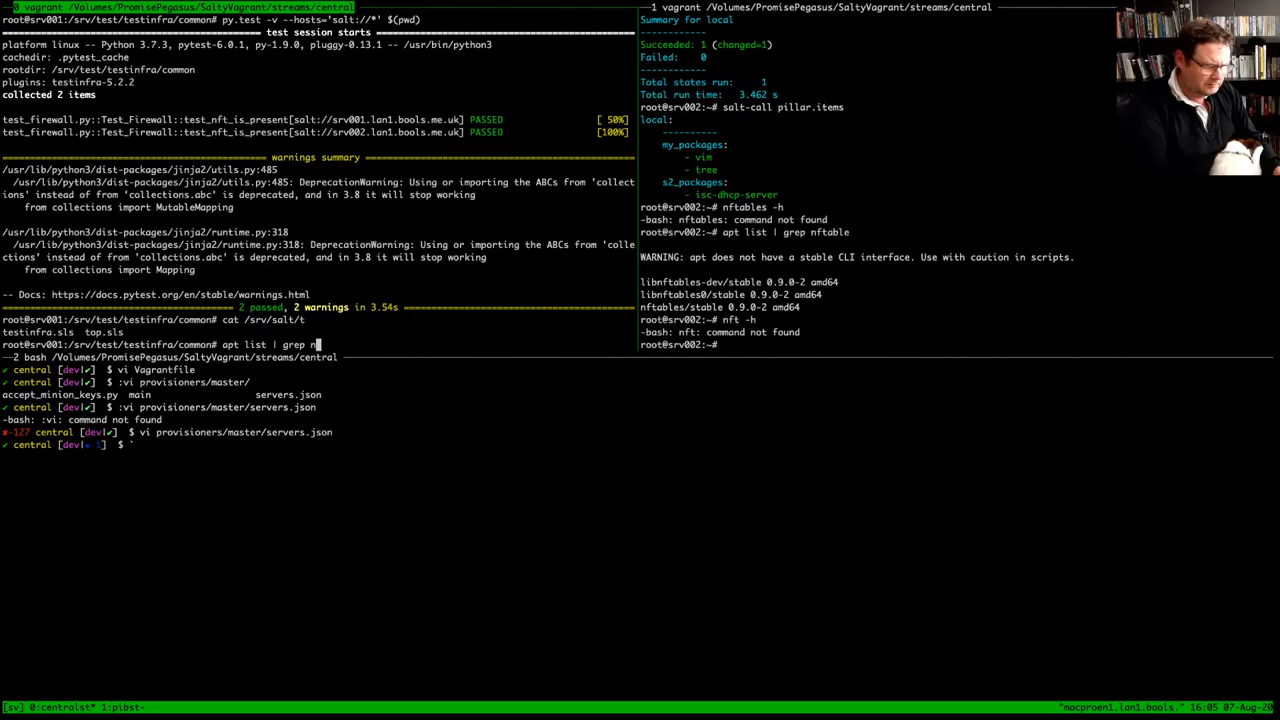 0 vagrant /Volumes/PromisePegasus/SaltyVagrant/streams/central
root@srv001:/srv/test/testinfra/common# py.test -v --hosts='salt://*' $(pwd)
test session starts
platform linux -- Python 3.7.3, pytest-6.0.1, py-1.9.0, pluggy-0.13.1 -- /usr/bin/python3
cachedir: .pytest_cache
rootdir: /srv/test/testinfra/common
plugins: testinfra-5.2.2
collected 2 items
test_firewall.py::Test_Firewall::test_nft_is_present[salt://srv001.lan1.bools.me.uk] PASSED [ 50%]
test_firewall.py::Test_Firewall::test_nft_is_present[salt://srv002.lan1.bools.me.uk] PASSED [100%]
warnings summary
/usr/lib/python3/dist-packages/jinja2/utils.py:485
/usr/lib/python3/dist-packages/jinja2/utils.py:485: DeprecationWarning: Using or importing the ABCs from 'collect
ions' instead of from 'collections.abc' is deprecated, and in 3.8 it will stop working
from collections import MutableMapping
/usr/lib/python3/dist-packages/jinja2/runtime.py:318
/usr/lib/python3/dist-packages/jinja2/runtime.py:318: DeprecationWarning: Using or importing the ABCs from 'colle
ctions' instead of from 'collections.abc' is deprecated, and in 3.8 it will stop working
from collections import Mapping
-- Docs: https://docs.pytest.org/en/stable/warnings.html
2 passed, 2 warnings in 3.54s
root@srv001:/srv/test/testinfra/common# cat /srv/salt/t
testinfra.sls top.sls
root@srv001:/srv/test/testinfra/common# apt list | grep n
1 vagrant /Volumes/PromisePegasus/SaltyVagrant/streams/central
Summary for local
------------
Succeeded: 1 (changed=1)
Failed: 0
------------
Total states run: 1
Total run time: 3.462 s
root@srv002:~# salt-call pillar.items
local:
----------
my_packages:
- vim
- tree
s2_packages:
- isc-dhcp-server
root@srv002:~# nftables -h
-bash: nftables: command not found
root@srv002:~# apt list | grep nftable
WARNING: apt does not have a stable CLI interface. Use with caution in scripts.
libnftables-dev/stable 0.9.0-2 amd64
libnftables0/stable 0.9.0-2 amd64
nftables/stable 0.9.0-2 amd64
root@srv002:~# nft -h
-bash: nft: command not found
root@srv002:~#
2 bash /Volumes/PromisePegasus/SaltyVagrant/streams/central
✔ central [dev|✔] $ vi Vagrantfile
✔ central [dev|✔] $ :vi provisioners/master/
accept_minion_keys.py main servers.json
✔ central [dev|✔] $ :vi provisioners/master/servers.json
-bash: :vi: command not found
✘-127 central [dev|✔] $ vi provisioners/master/servers.json
✔ central [dev|✚ 1] $ `
[sv] 0:centralst* 1:pibst- "macproen1.lan1.bools." 16:05 07-Aug-20